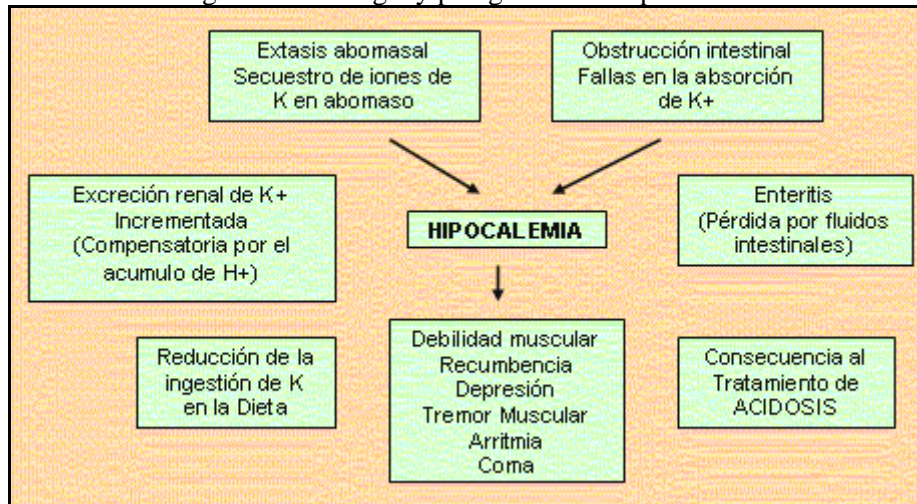 Extasis abomasal
Secuestro de iones de
K en abomaso
Obstrucción intestinal
Fallas en la absorción
de K+
Excreción renal de K+
Incrementada
(Compensatoria por el
acumulo de H+)
HIPOCALEMIA
Enteritis
(Pérdida por fluidos
intestinales)
Reducción de la
ingestión de K
en la Dieta
Debilidad muscular
Recumbencia
Depresión
Tremor Muscular
Arritmia
Coma
Consecuencia al
Tratamiento de
ACIDOSIS